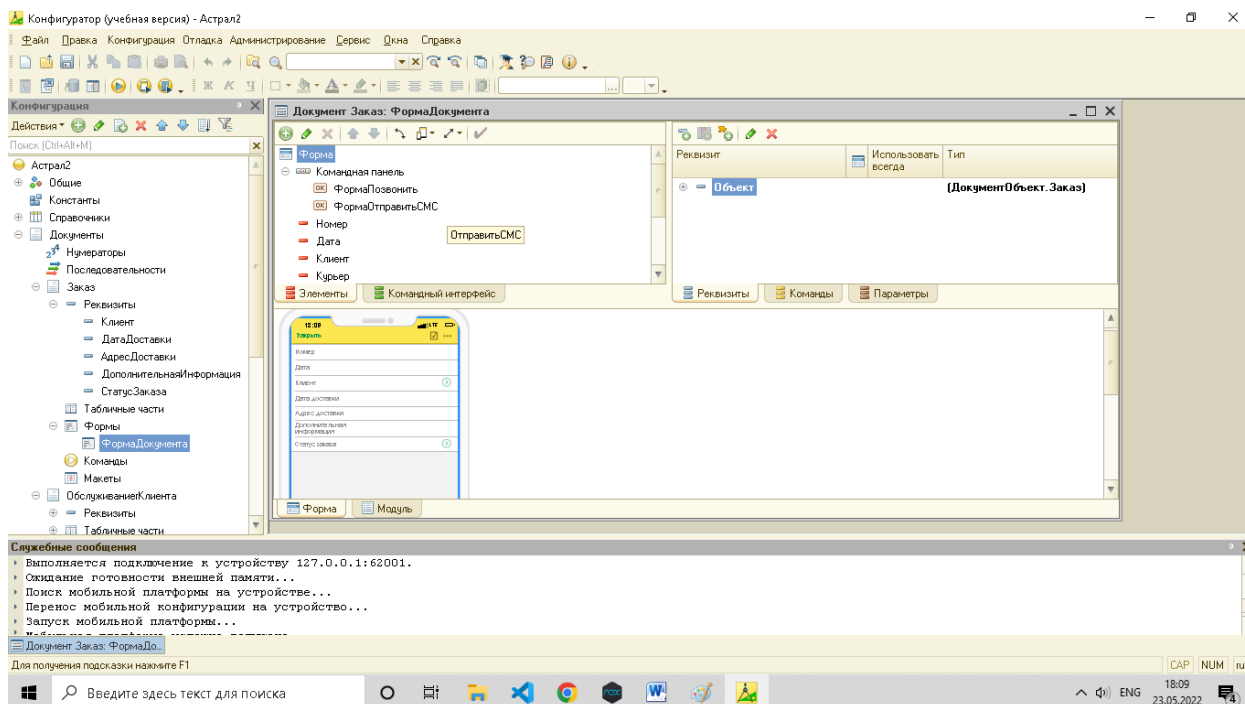 Конфигуратор (учебная версия) - Астрал2
Файл Правка Конфигурация Отладка Администрирование Сервис Окна Справка
Конфигурация
Действия
Поиск (Ctrl+Alt+M)
Астрал2
Общие
Константы
Справочники
Документы
Нумераторы
Последовательности
Заказ
Реквизиты
Клиент
ДатаДоставки
АдресДоставки
ДополнительнаяИнформация
СтатусЗаказа
Табличные части
Формы
ФормаДокумента
Команды
Макеты
ОбслуживаниеКлиента
Реквизиты
Табличные части
Документ Заказ: ФормаДокумента
Форма
Командная панель
ФормаПозвонить
ФормаОтправитьСМС
Номер
Дата
Клиент
Курьер
ОтправитьСМС
Элементы Командный интерфейс
Реквизит Использовать всегда Тип
Объект (ДокументОбъект.Заказ)
Реквизиты Команды Параметры
18:09 LTE
Закрыть
Номер
Дата
Клиент
Дата доставки
Адрес доставки
Дополнительная
информация
Статус заказа
Форма Модуль
Служебные сообщения
Выполняется подключение к устройству 127.0.0.1:62001.
Ожидание готовности внешней памяти...
Поиск мобильной платформы на устройстве...
Перенос мобильной конфигурации на устройство...
Запуск мобильной платформы...
Документ Заказ: ФормаДо...
Для получения подсказки нажмите F1
CAP NUM ru
Введите здесь текст для поиска
nox
W
ENG
18:09
23.05.2022
4